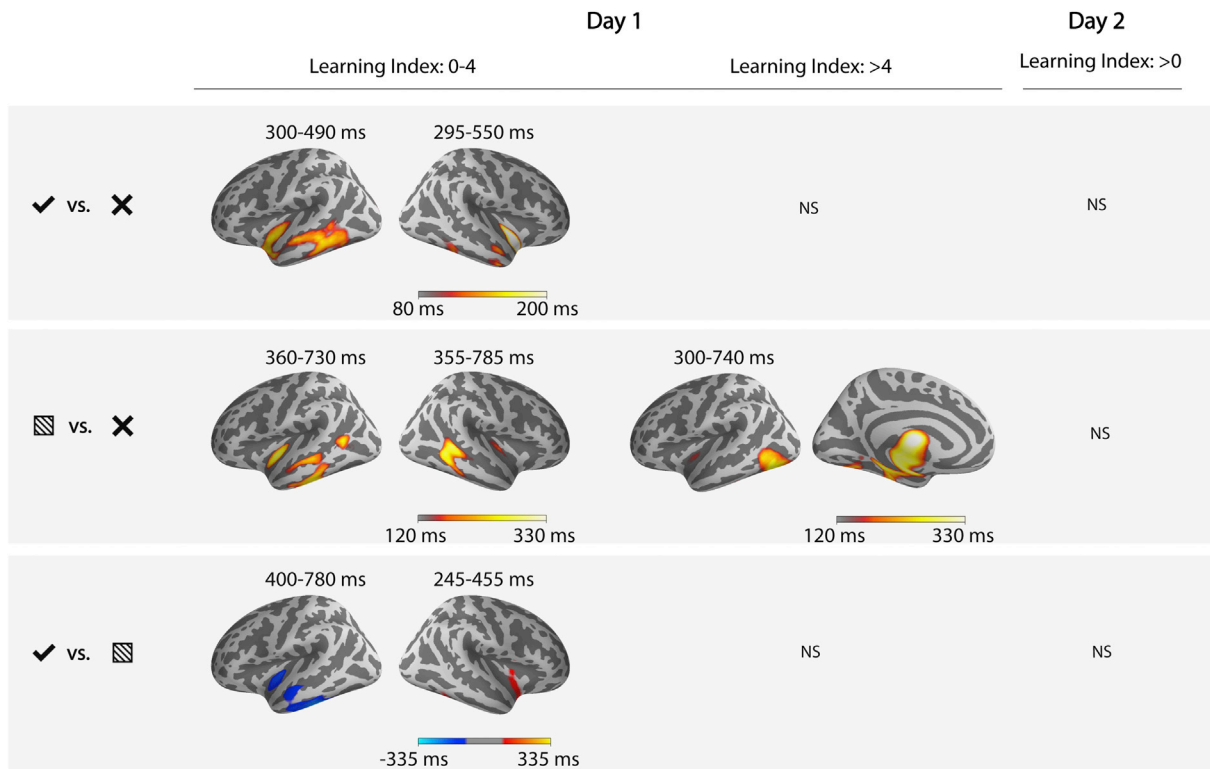 Day 1
Day 2
Learning Index: 0-4
Learning Index: >4
Learning Index: >0
300-490 ms
295-550 ms
vs.
NS
NS
80 ms
200 ms
360-730 ms
355-785 ms
300-740 ms
vs.
NS
120 ms
330 ms
120 ms
330 ms
400-780 ms
245-455 ms
vs.
NS
NS
-335 ms
335 ms